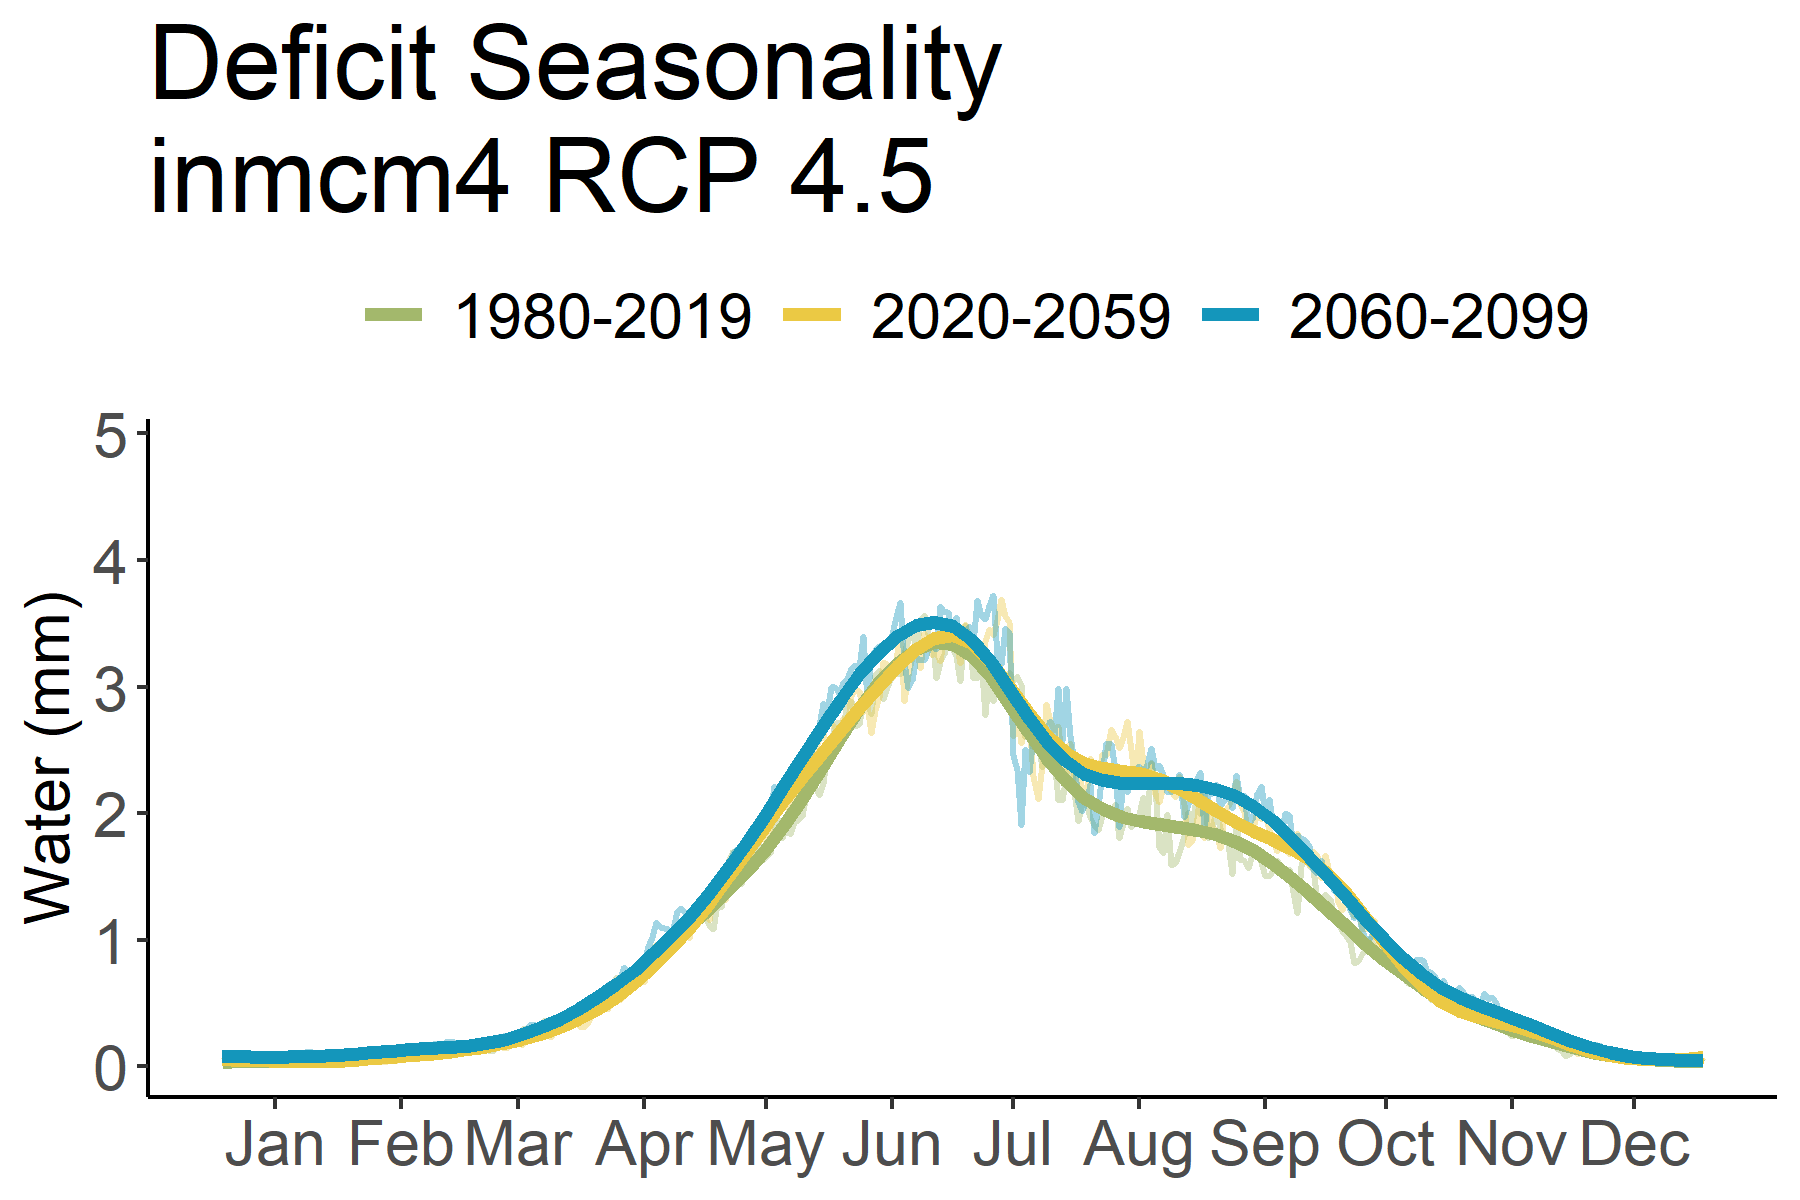 Deficit Seasonality
inmcm4 RCP 4.5
1980-2019 2020-2059 2060-2099
Water (mm)
5
4
3
2
1
0
Jan Feb Mar Apr May Jun Jul Aug Sep Oct Nov Dec